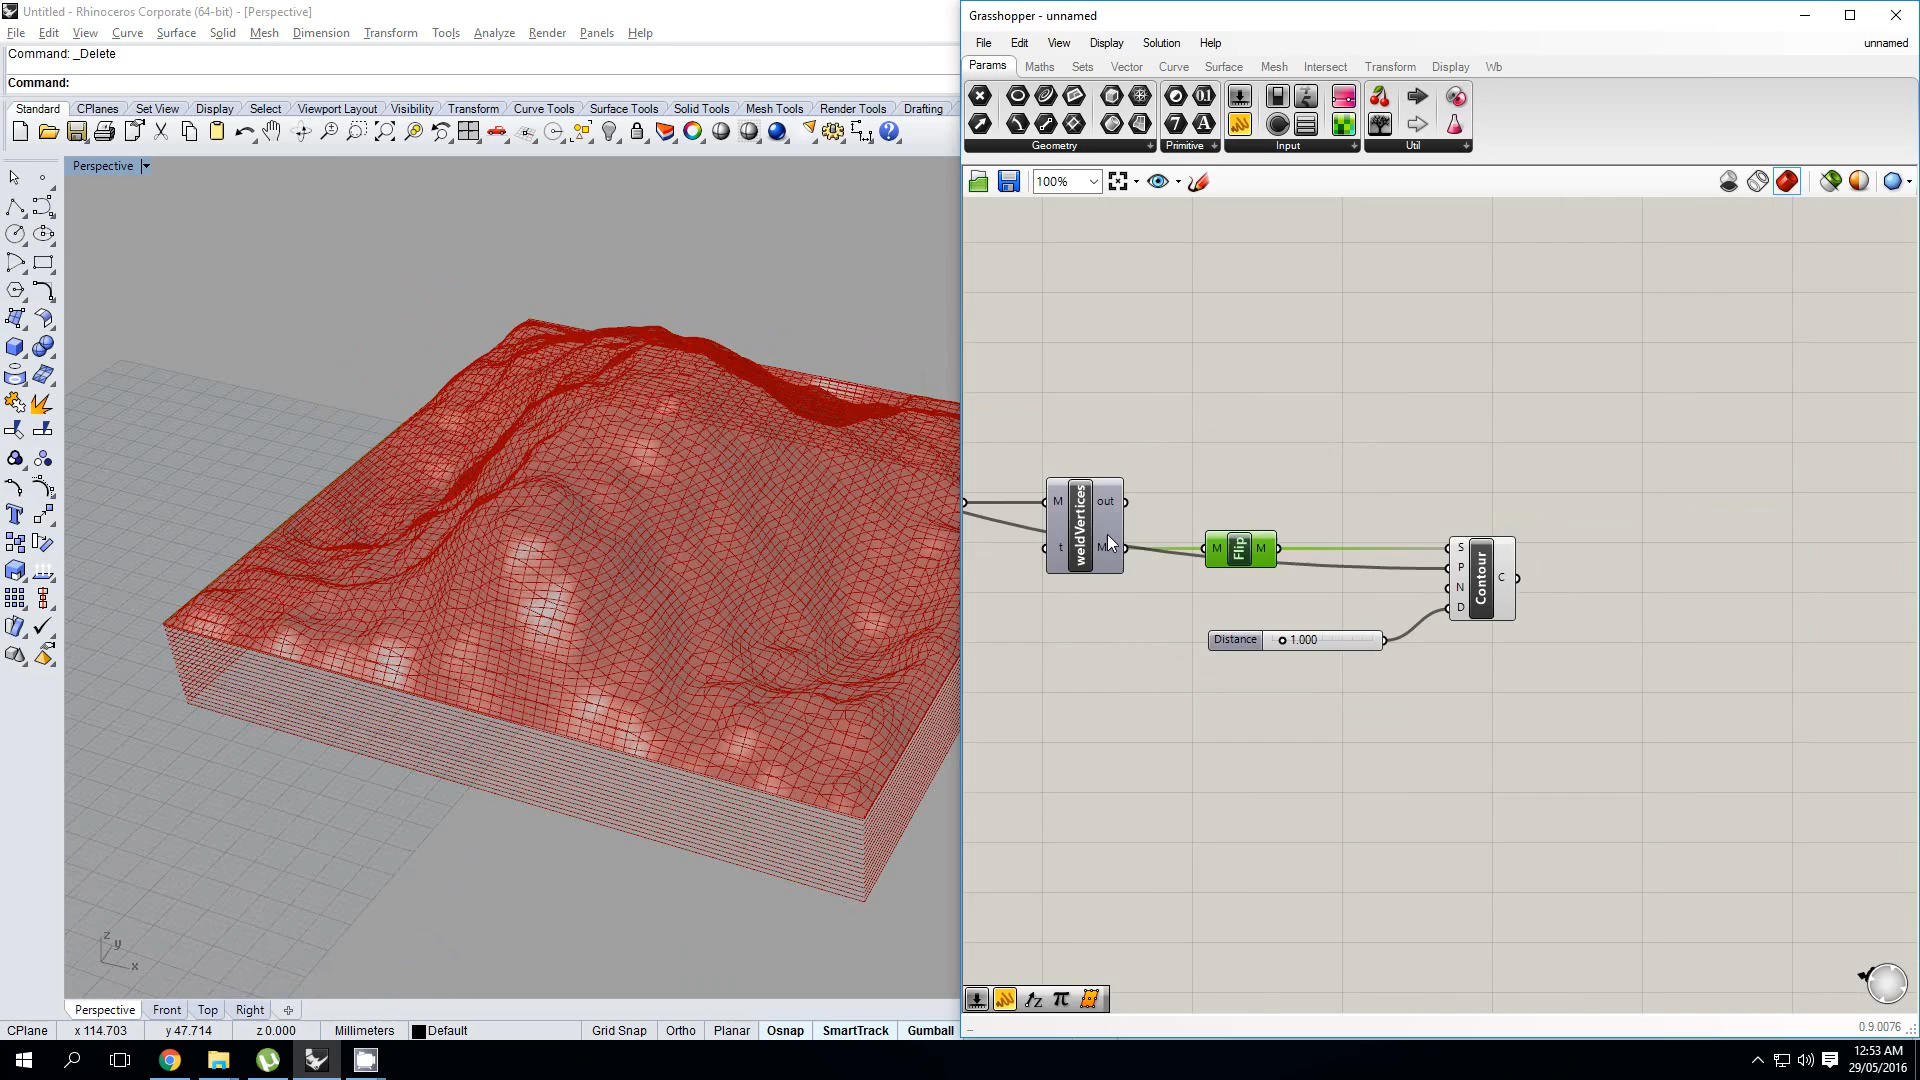 Untitled - Rhinoceros Corporate (64-bit) - [Perspective]
File Edit View Curve Surface Solid Mesh Dimension Transform Tools Analyze Render Panels Help
Command: _Delete
Command:
Standard CPlanes Set View Display Select Viewport Layout Visibility Transform Curve Tools Surface Tools Solid Tools Mesh Tools Render Tools Drafting
Perspective
z
y
x
Perspective Front Top Right
CPlane x 114.703 y 47.714 z 0.000 Millimeters Default Grid Snap Ortho Planar Osnap SmartTrack Gumball
Grasshopper - unnamed
File Edit View Display Solution Help unnamed
Params Maths Sets Vector Curve Surface Mesh Intersect Transform Display Wb
Geometry Primitive Input Util
100%
M weldVertices out
t M
M Flip M
S Contour C
P
N
D
Distance 1.000
0.9.0076
12:53 AM
29/05/2016